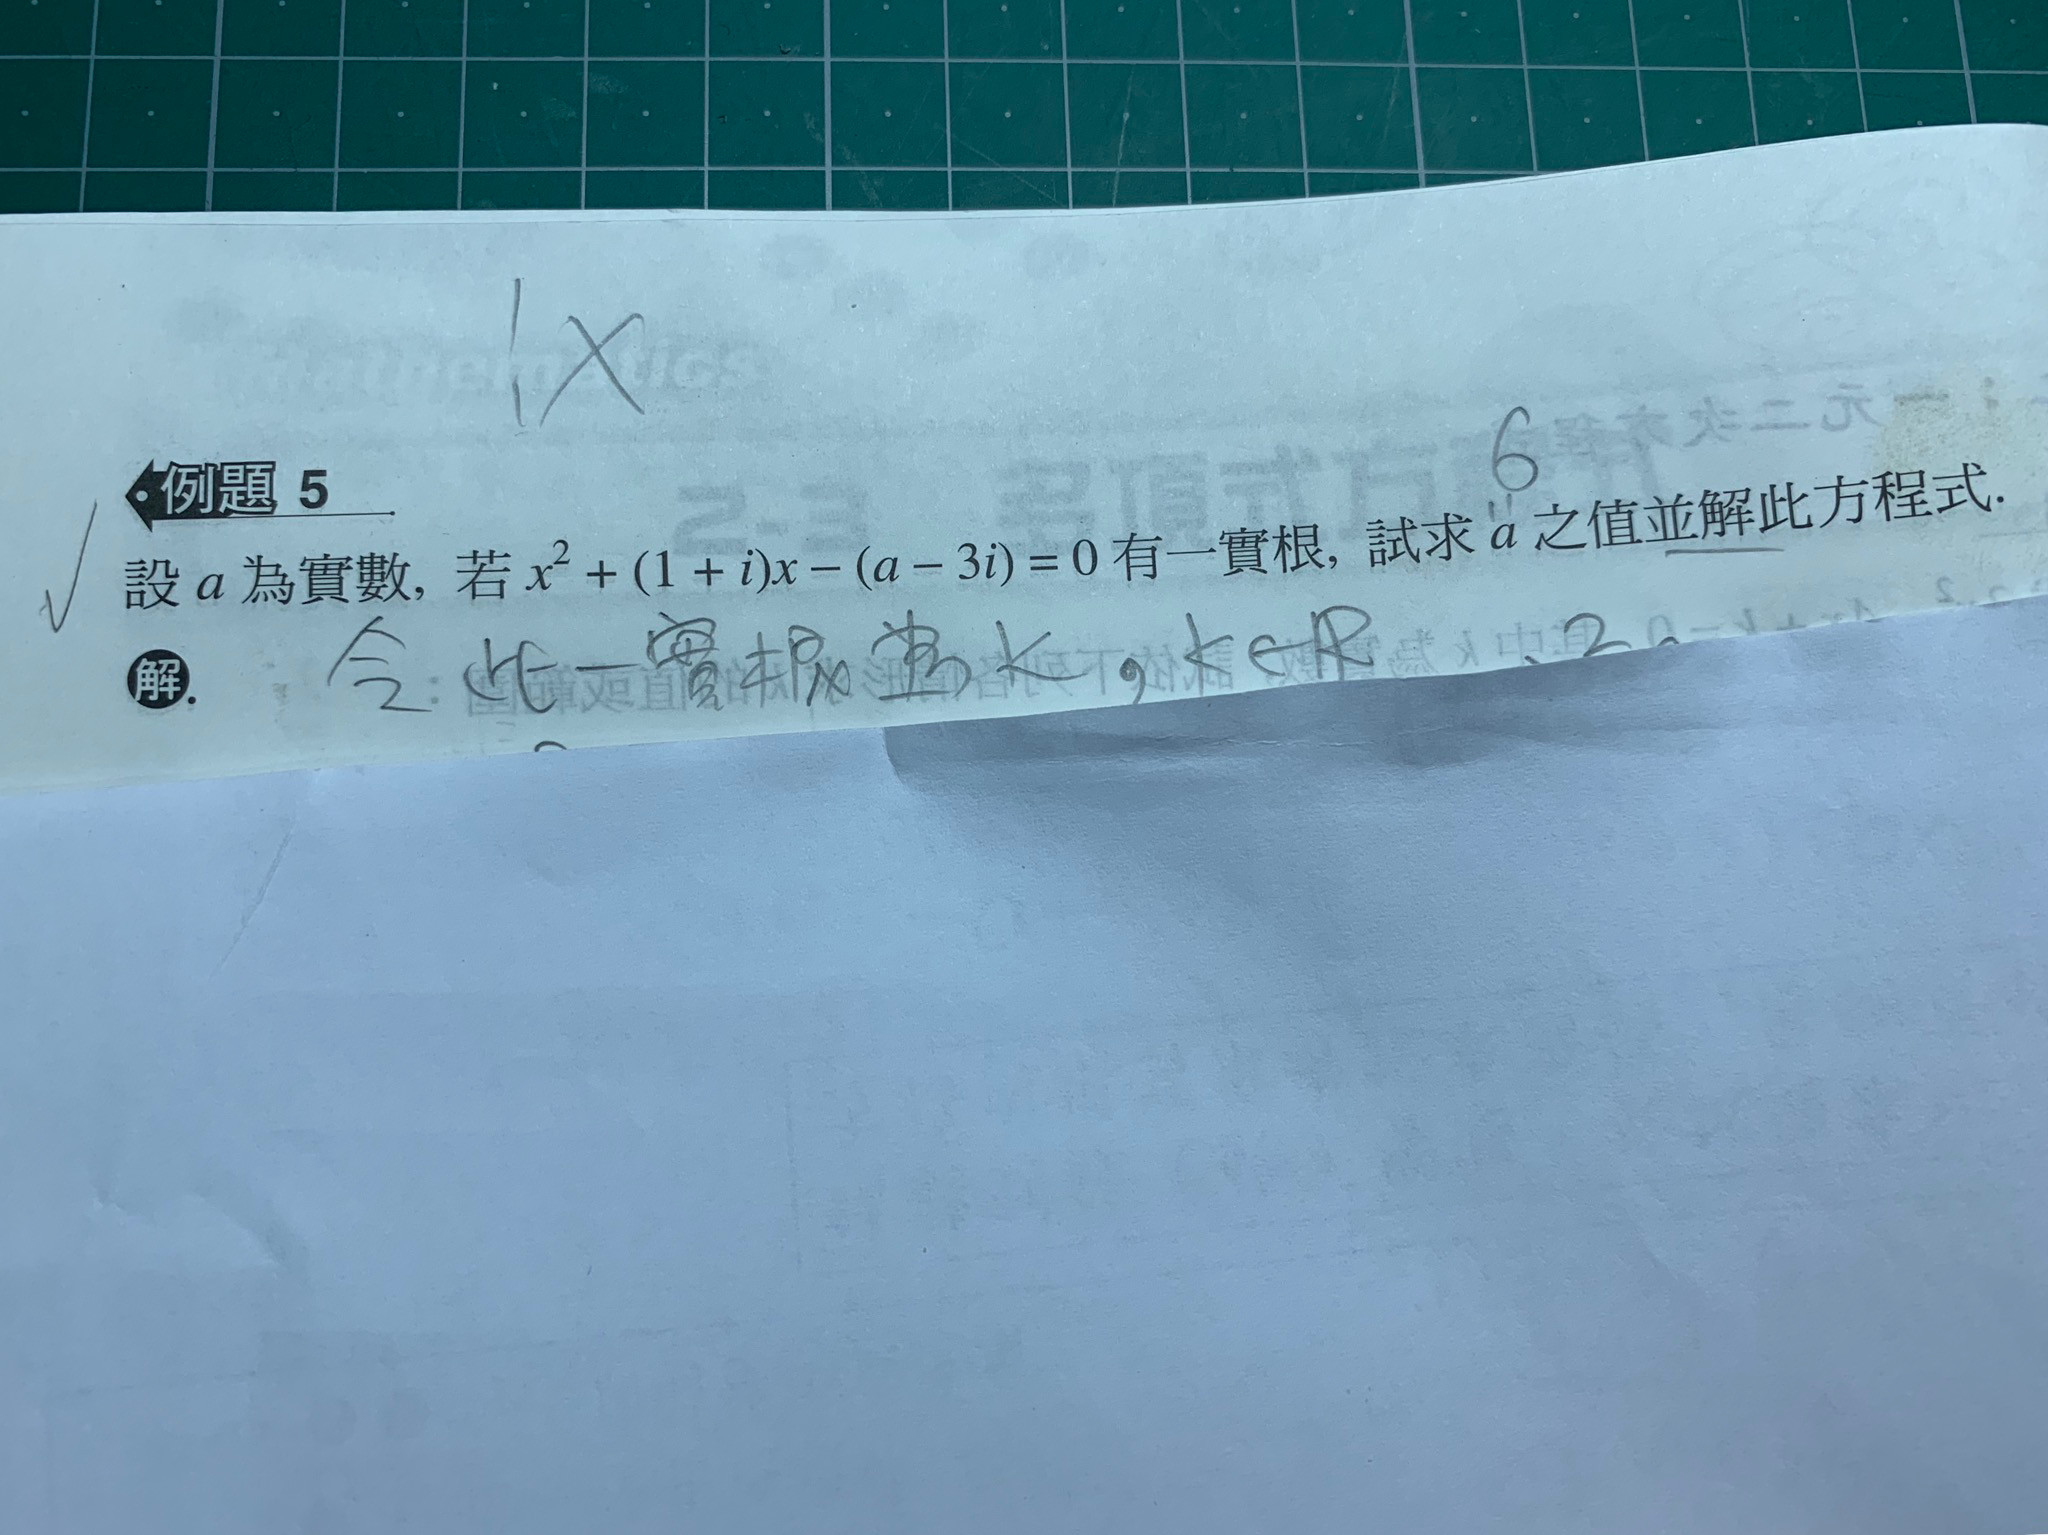 1X
例題 5
6
設 a 為實數, 若 x² + (1 + i)x − (a − 3i) = 0 有一實根, 試求 a 之值並解此方程式.
解. 令此一實根為 k, k∈R